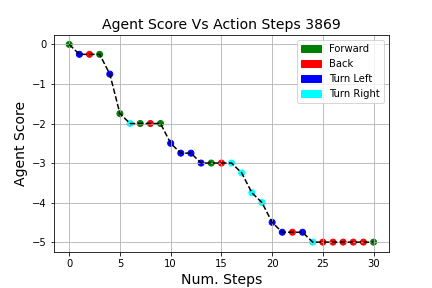 Agent Score Vs Action Steps 3869
Forward
Back
Turn Left
Turn Right
Agent Score
0
−1
−2
−3
−4
−5
0 5 10 15 20 25 30
Num. Steps